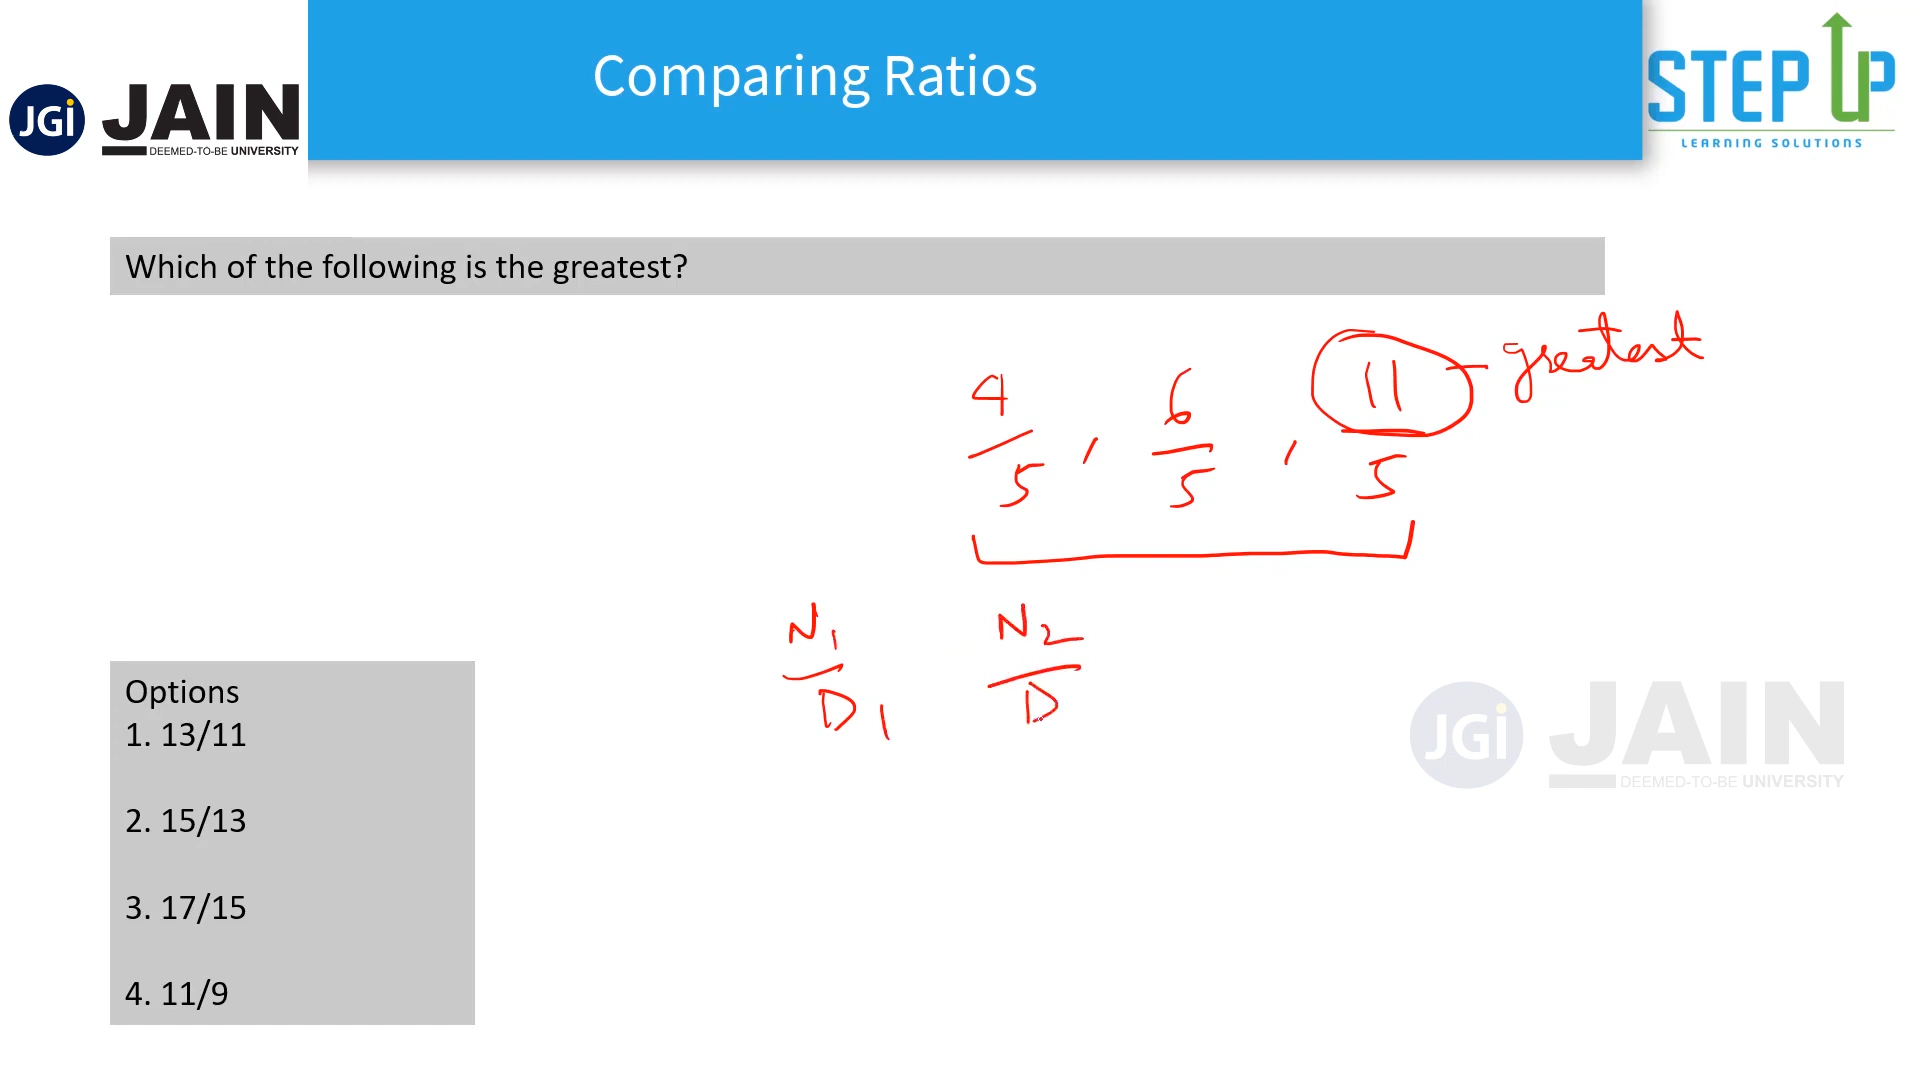 Comparing Ratios
JGi JAIN
DEEMED-TO-BE UNIVERSITY
STEP UP
LEARNING SOLUTIONS
Which of the following is the greatest?
4/5 , 6/5 , 11/5 - greatest
N1/D1 N2/D
Options
1. 13/11
2. 15/13
3. 17/15
4. 11/9
JGi JAIN
DEEMED-TO-BE UNIVERSITY